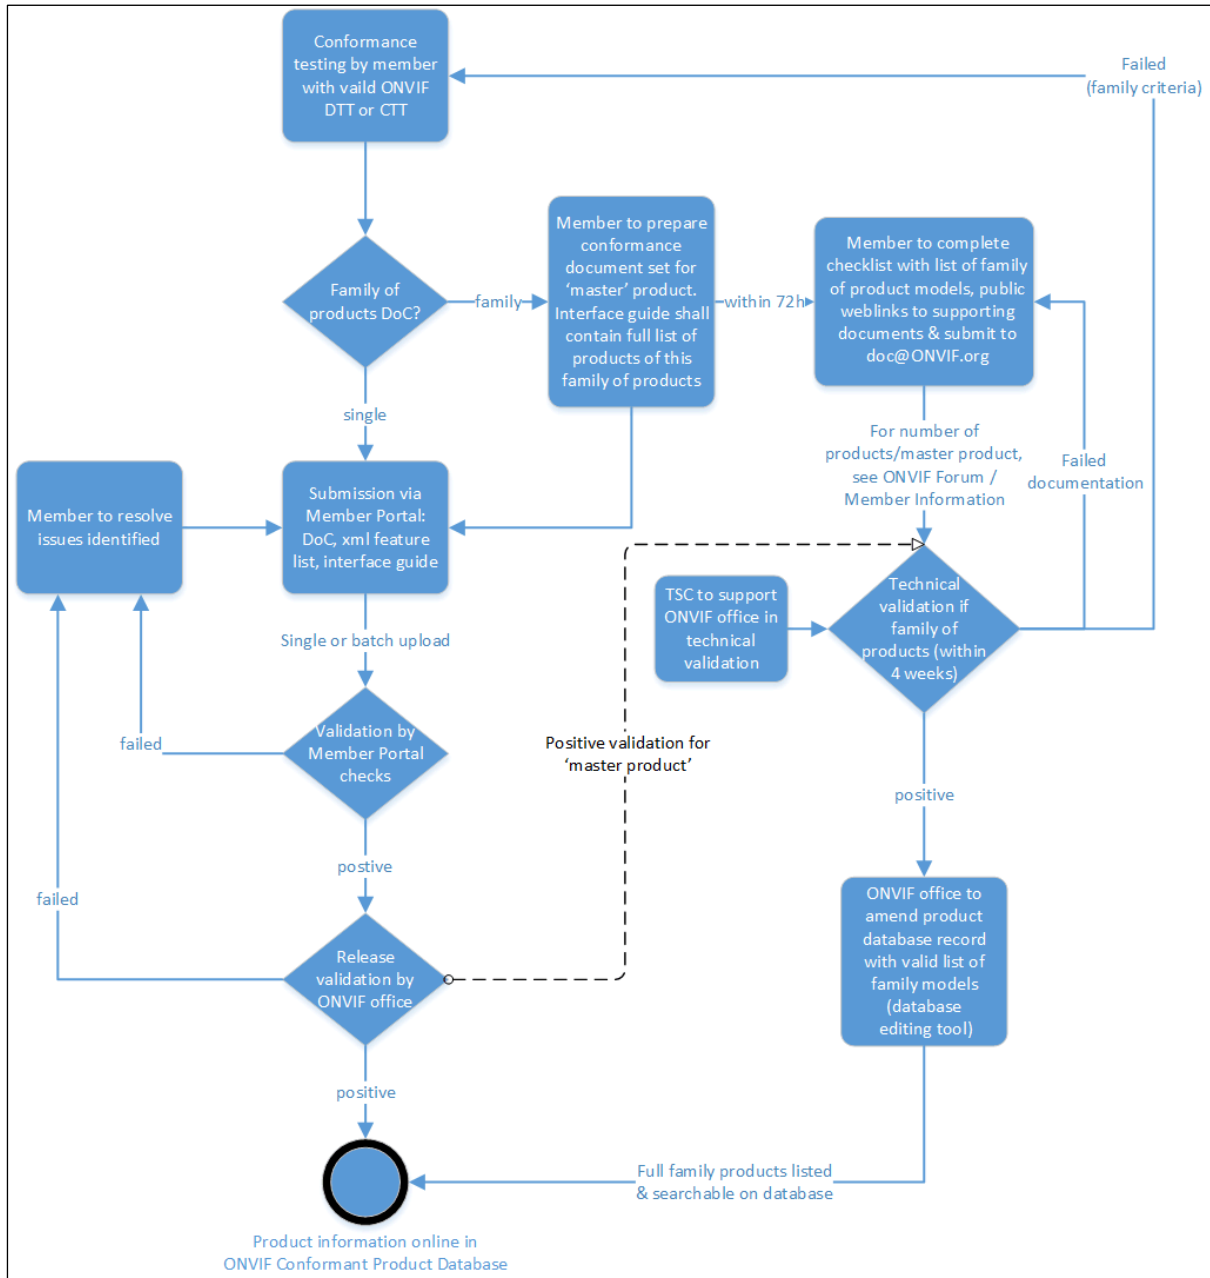 Conformance
testing by member
with vaild ONVIF
DTT or CTT
Failed
(family criteria)
Family of
products DoC?
family
Member to prepare
conformance
document set for
‘master’ product.
Interface guide shall
contain full list of
products of this
family of products
within 72h
Member to complete
checklist with list of family
of product models, public
weblinks to supporting
documents & submit to
doc@ONVIF.org
single
For number of
products/master product,
see ONVIF Forum /
Member Information
Failed
documentation
Member to resolve
issues identified
Submission via
Member Portal:
DoC, xml feature
list, interface guide
TSC to support
ONVIF office in
technical
validation
Technical
validation if
family of
products (within
4 weeks)
Single or batch upload
failed
Validation by
Member Portal
checks
Positive validation for
‘master product’
positive
postive
failed
Release
validation by
ONVIF office
ONVIF office to
amend product
database record
with valid list of
family models
(database
editing tool)
positive
Full family products listed
& searchable on database
Product information online in
ONVIF Conformant Product Database